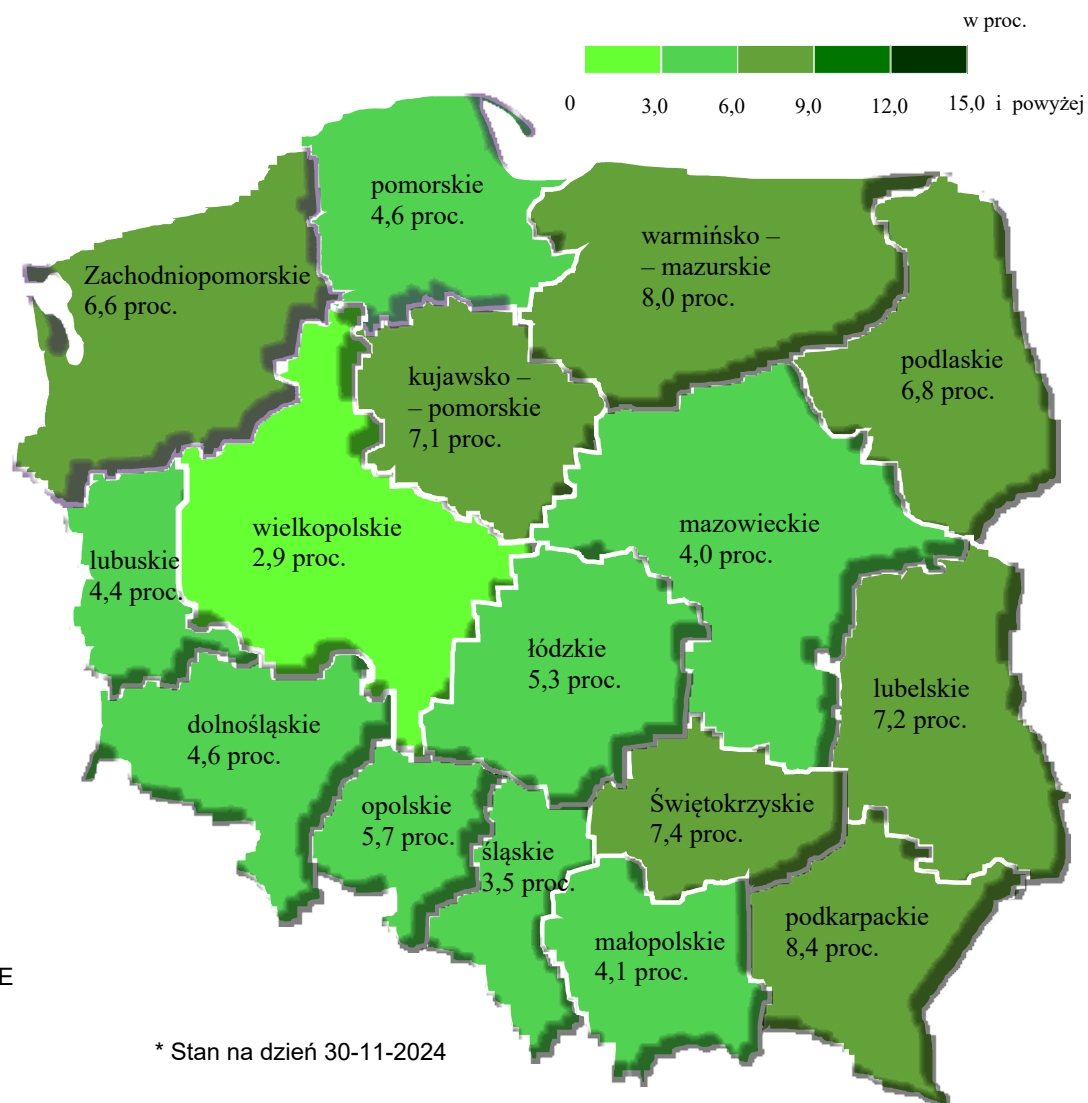 w proc.
0 3,0 6,0 9,0 12,0 15,0 i powyżej
pomorskie
4,6 proc.
warmińsko –
– mazurskie
8,0 proc.
Zachodniopomorskie
6,6 proc.
podlaskie
6,8 proc.
kujawsko –
– pomorskie
7,1 proc.
wielkopolskie
2,9 proc.
mazowieckie
4,0 proc.
lubuskie
4,4 proc.
łódzkie
5,3 proc.
lubelskie
7,2 proc.
dolnośląskie
4,6 proc.
opolskie
5,7 proc.
Świętokrzyskie
7,4 proc.
śląskie
3,5 proc.
podkarpackie
8,4 proc.
małopolskie
4,1 proc.
E
* Stan na dzień 30-11-2024